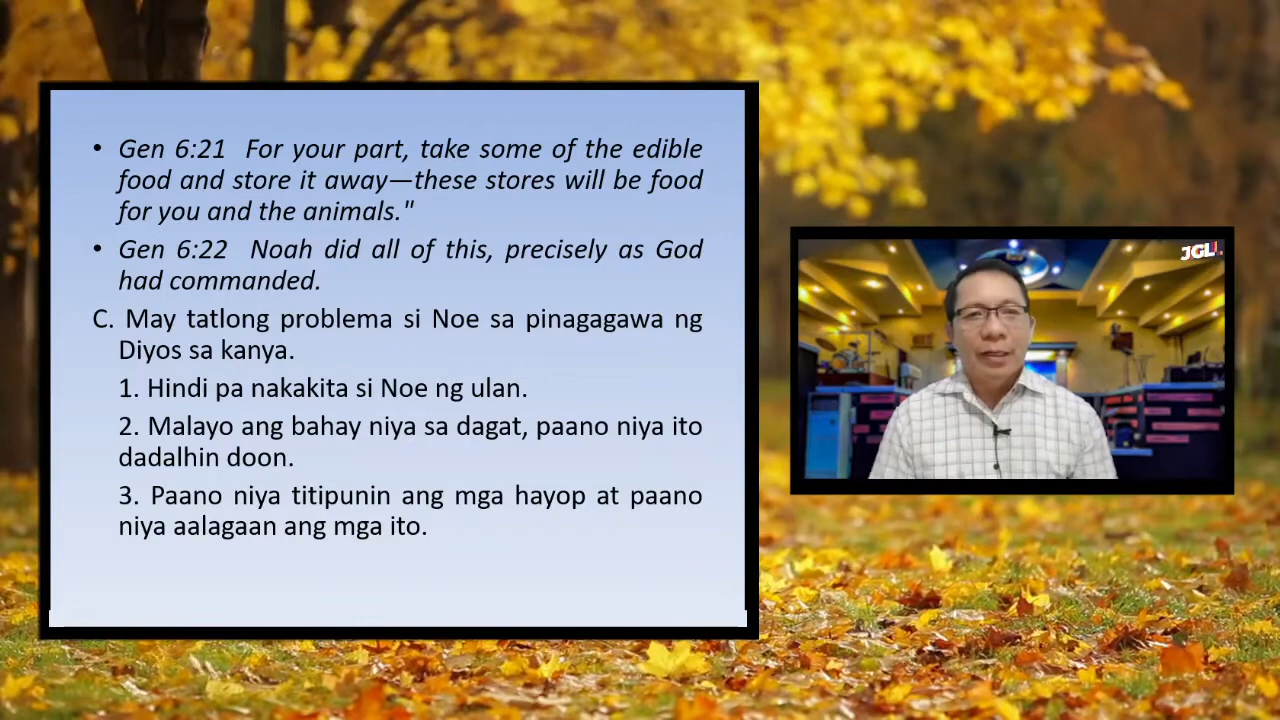 • Gen 6:21 For your part, take some of the edible
food and store it away—these stores will be food
for you and the animals."
• Gen 6:22 Noah did all of this, precisely as God
had commanded.
C. May tatlong problema si Noe sa pinagagawa ng
Diyos sa kanya.
1. Hindi pa nakakita si Noe ng ulan.
2. Malayo ang bahay niya sa dagat, paano niya ito
dadalhin doon.
3. Paano niya titipunin ang mga hayop at paano
niya aalagaan ang mga ito.